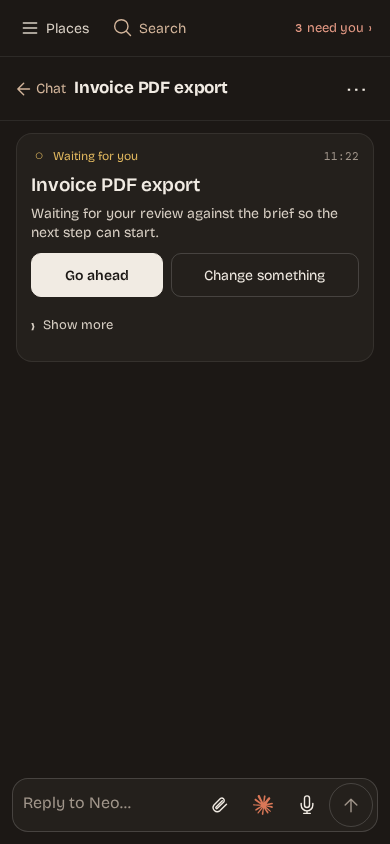 Places
Search
3 need you ›
Chat
Invoice PDF export
Waiting for you
11:22
Invoice PDF export
Waiting for your review against the brief so the
next step can start.
Go ahead
Change something
Show more
Reply to Neo...